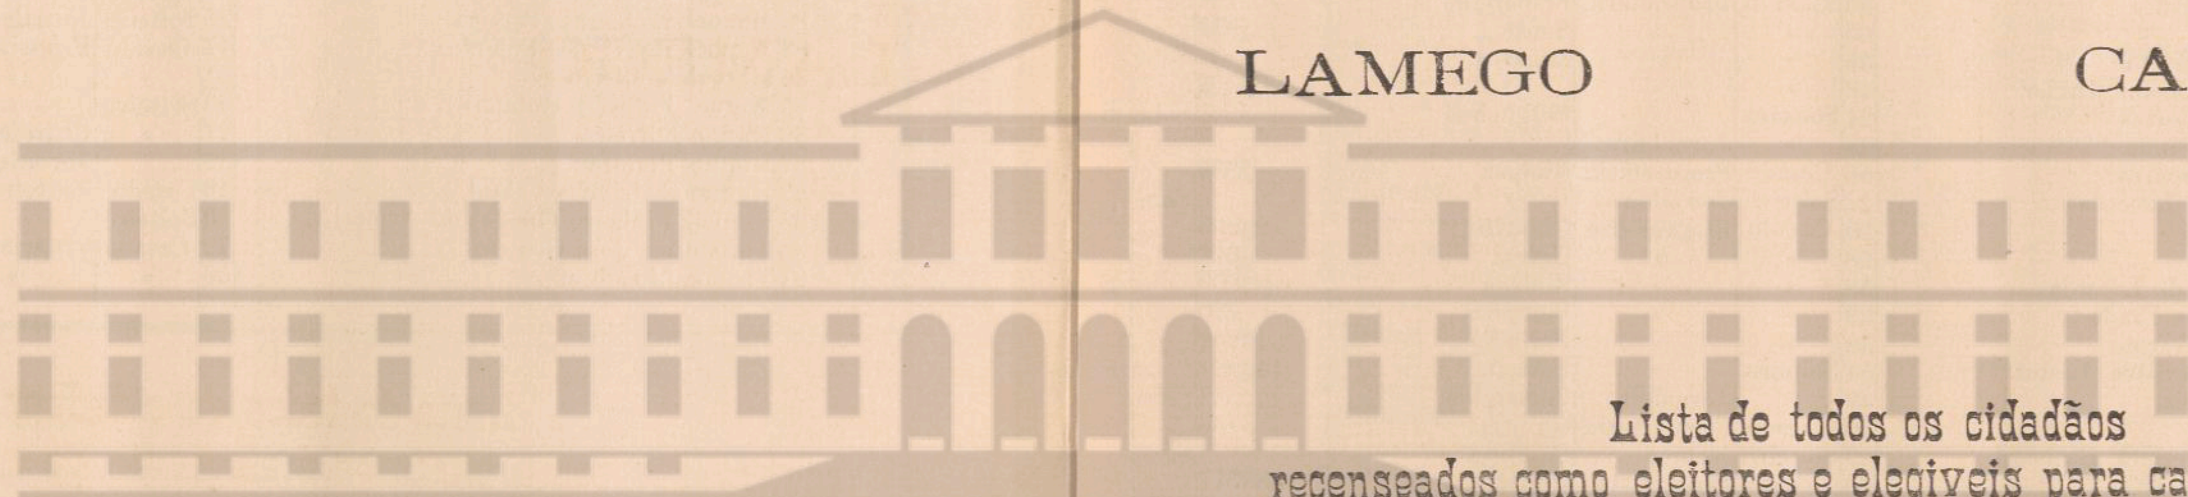 LAMEGO CA
Lista de todos os cidadãos
recenseados como eleitores e elegiveis para ca